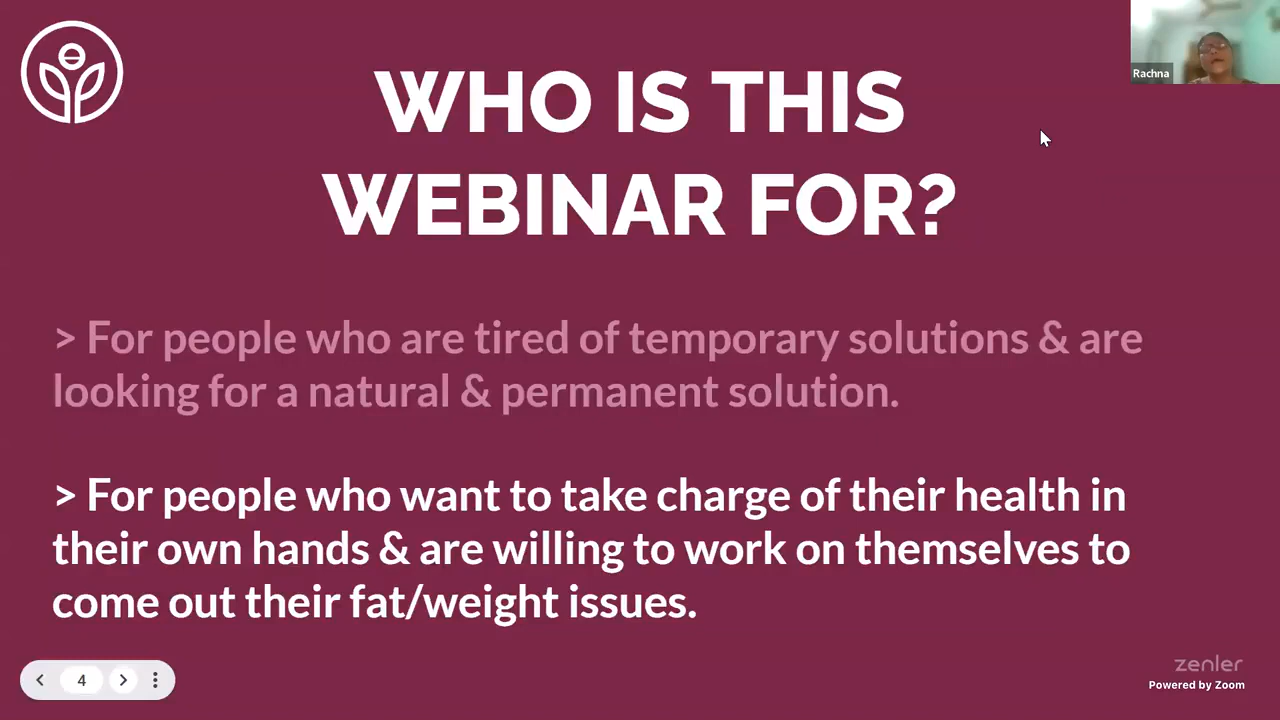 Rachna
WHO IS THIS
WEBINAR FOR?
> For people who are tired of temporary solutions & are
looking for a natural & permanent solution.
> For people who want to take charge of their health in
their own hands & are willing to work on themselves to
come out their fat/weight issues.
4
zenler
Powered by Zoom